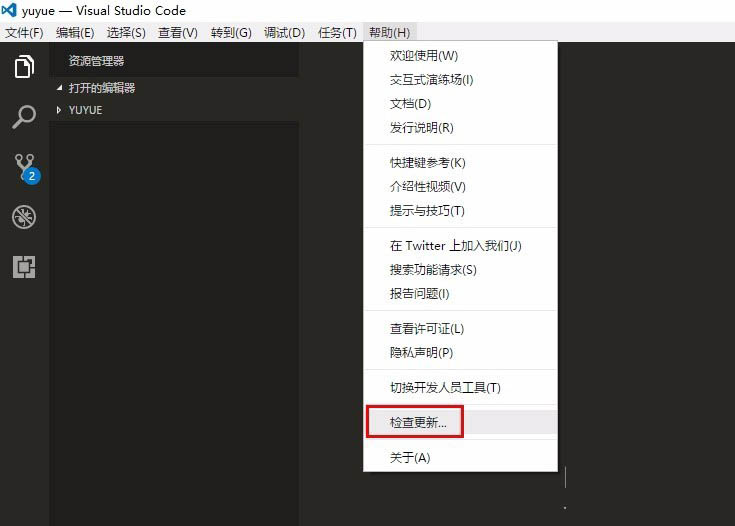 yuyue — Visual Studio Code
文件(F) 编辑(E) 选择(S) 查看(V) 转到(G) 调试(D) 任务(T) 帮助(H)
资源管理器
打开的编辑器
YUYUE
2
欢迎使用(W)
交互式演练场(I)
文档(D)
发行说明(R)
快捷键参考(K)
介绍性视频(V)
提示与技巧(T)
在 Twitter 上加入我们(J)
搜索功能请求(S)
报告问题(I)
查看许可证(L)
隐私声明(P)
切换开发人员工具(T)
检查更新...
关于(A)